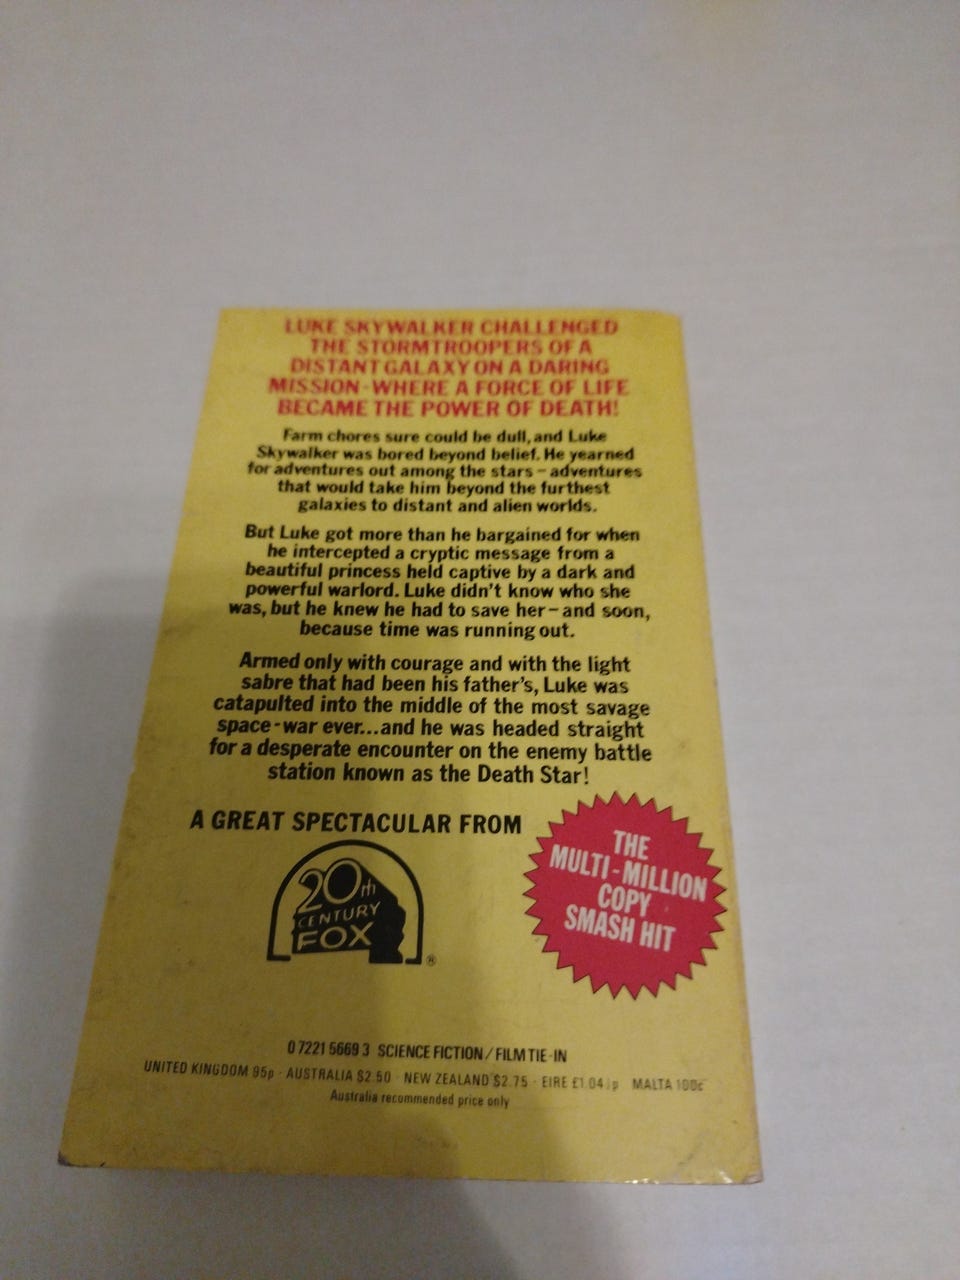 LUKE SKYWALKER CHALLENGED
THE STORMTROOPERS OF A
DISTANT GALAXY ON A DARING
MISSION-WHERE A FORCE OF LIFE
BECAME THE POWER OF DEATH!
Farm chores sure could be dull, and Luke
Skywalker was bored beyond belief. He yearned
for adventures out among the stars – adventures
that would take him beyond the furthest
galaxies to distant and alien worlds.
But Luke got more than he bargained for when
he intercepted a cryptic message from a
beautiful princess held captive by a dark and
powerful warlord. Luke didn't know who she
was, but he knew he had to save her – and soon,
because time was running out.
Armed only with courage and with the light
sabre that had been his father's, Luke was
catapulted into the middle of the most savage
space-war ever...and he was headed straight
for a desperate encounter on the enemy battle
station known as the Death Star!
A GREAT SPECTACULAR FROM
20th
CENTURY
FOX
®
THE
MULTI-MILLION
COPY
SMASH HIT
0 7221 5669 3 SCIENCE FICTION/FILM TIE-IN
UNITED KINGDOM 95p · AUSTRALIA $2.50 · NEW ZEALAND $2.75 · EIRE £1.04 p MALTA 100c
Australia recommended price only